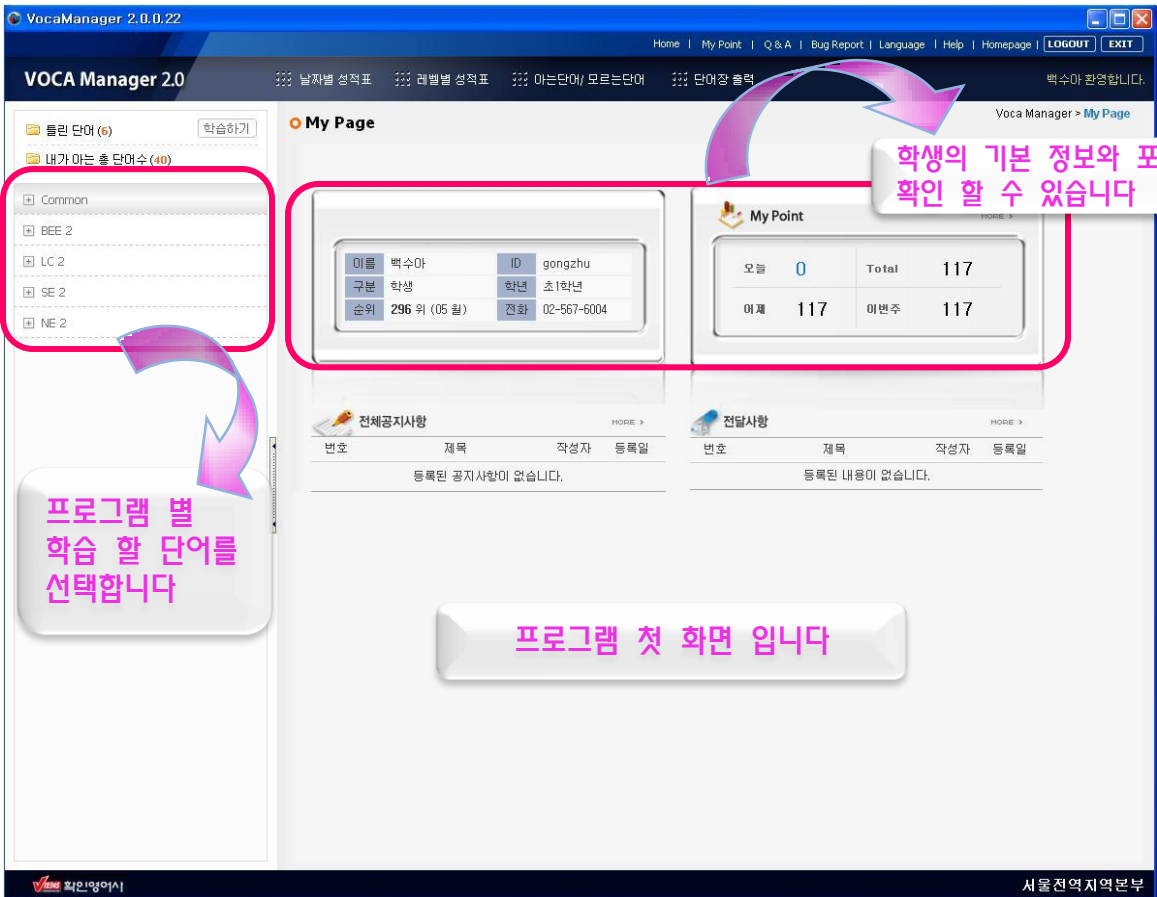 VocaManager 2.0.0.22
Home | My Point | Q & A | Bug Report | Language | Help | Homepage | LOGOUT EXIT
VOCA Manager 2.0 날짜별 성적표 레벨별 성적표 아는단어/ 모르는단어 단어장 출력 백수아 환영합니다.
틀린 단어 (6) 학습하기
내가 아는 총 단어수 (40)
Common
BEE 2
LC 2
SE 2
NE 2
프로그램 별
학습 할 단어를
선택합니다
My Page
Voca Manager > My Page
학생의 기본 정보와 포
확인 할 수 있습니다
이름 백수아 ID gongzhu
구분 학생 학년 초1학년
순위 296 위 (05 월) 전화 02-567-6004
My Point MORE >
오늘 0 Total 117
어제 117 이번주 117
전체공지사항 MORE >
번호 제목 작성자 등록일
등록된 공지사항이 없습니다.
전달사항 MORE >
번호 제목 작성자 등록일
등록된 내용이 없습니다.
프로그램 첫 화면 입니다
확인영어사
서울전역지역본부